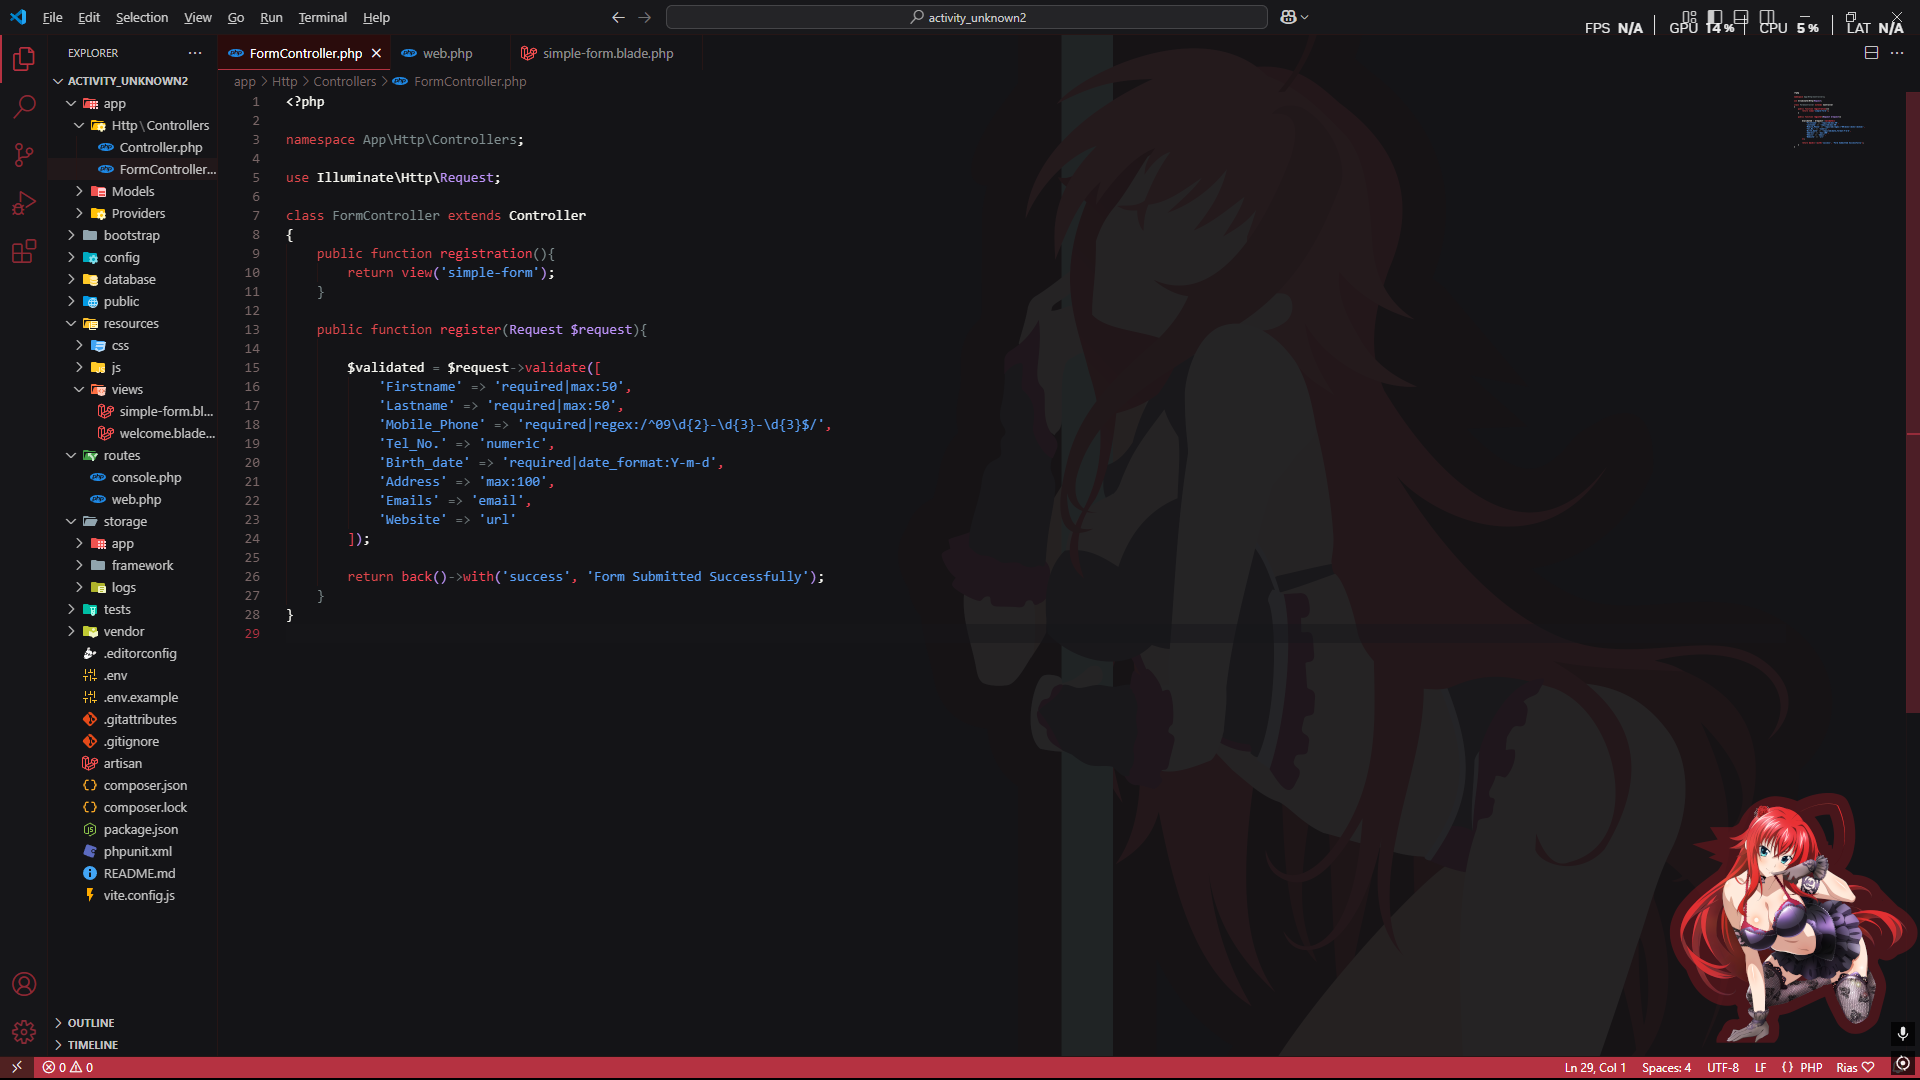 File Edit Selection View Go Run Terminal Help
activity_unknown2
FPS N/A GPU 14 % CPU 5 % LAT N/A
EXPLORER
FormController.php
web.php
simple-form.blade.php
app > Http > Controllers > FormController.php
ACTIVITY_UNKNOWN2
app
Http\Controllers
Controller.php
FormController...
Models
Providers
bootstrap
config
database
public
resources
css
js
views
simple-form.bl...
welcome.blade...
routes
console.php
web.php
storage
app
framework
logs
tests
vendor
.editorconfig
.env
.env.example
.gitattributes
.gitignore
artisan
composer.json
composer.lock
package.json
phpunit.xml
README.md
vite.config.js
OUTLINE
TIMELINE
1 <?php
2
3 namespace App\Http\Controllers;
4
5 use Illuminate\Http\Request;
6
7 class FormController extends Controller
8 {
9 public function registration(){
10 return view('simple-form');
11 }
12
13 public function register(Request $request){
14
15 $validated = $request->validate([
16 'Firstname' => 'required|max:50',
17 'Lastname' => 'required|max:50',
18 'Mobile_Phone' => 'required|regex:/^09\d{2}-\d{3}-\d{3}$/',
19 'Tel_No.' => 'numeric',
20 'Birth_date' => 'required|date_format:Y-m-d',
21 'Address' => 'max:100',
22 'Emails' => 'email',
23 'Website' => 'url'
24 ]);
25
26 return back()->with('success', 'Form Submitted Successfully');
27 }
28 }
29
0 0
Ln 29, Col 1 Spaces: 4 UTF-8 LF {} PHP Rias ♡